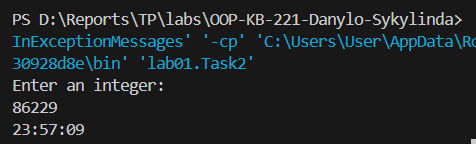 PS D:\Reports\TP\labs\OOP-KB-221-Danylo-Sykylinda>
InExceptionMessages' '-cp' 'C:\Users\User\AppData\Ro
30928d8e\bin' 'lab01.Task2'
Enter an integer:
86229
23:57:09